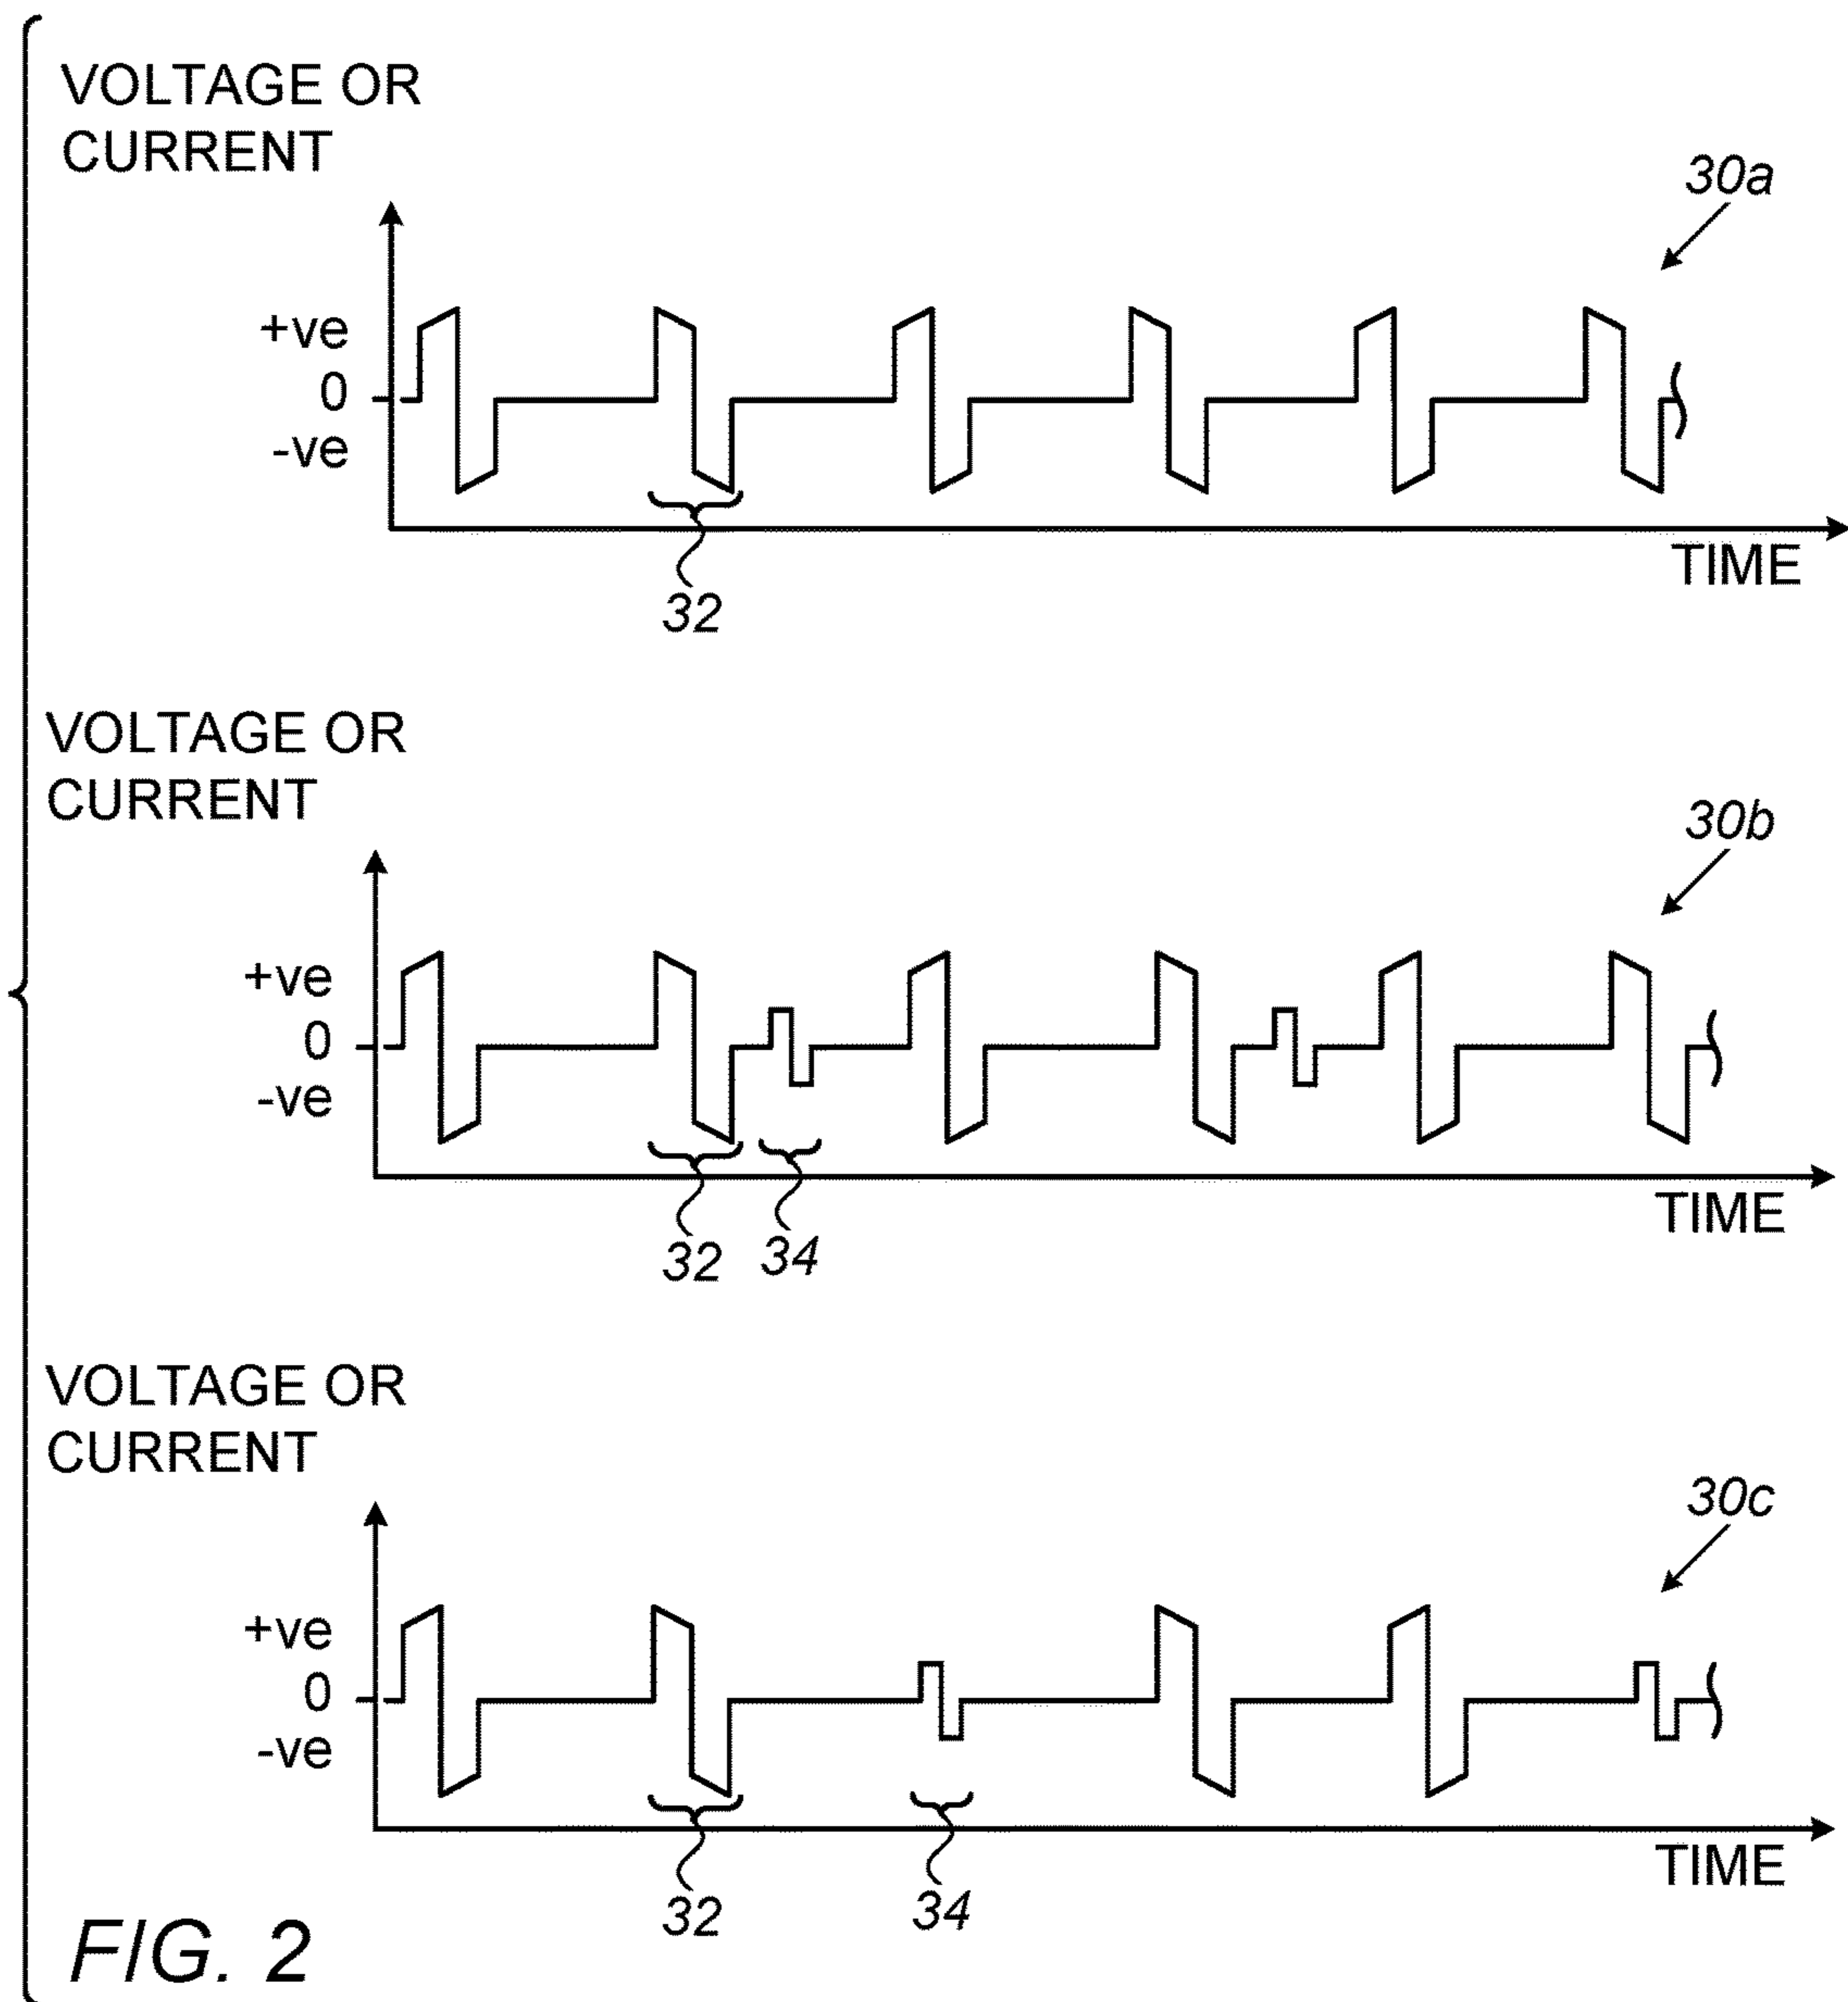 VOLTAGE OR
CURRENT
30a
+ve
0
-ve
TIME
32
VOLTAGE OR
CURRENT
30b
+ve
0
-ve
TIME
32
34
VOLTAGE OR
CURRENT
30c
+ve
0
-ve
TIME
32
34
FIG. 2